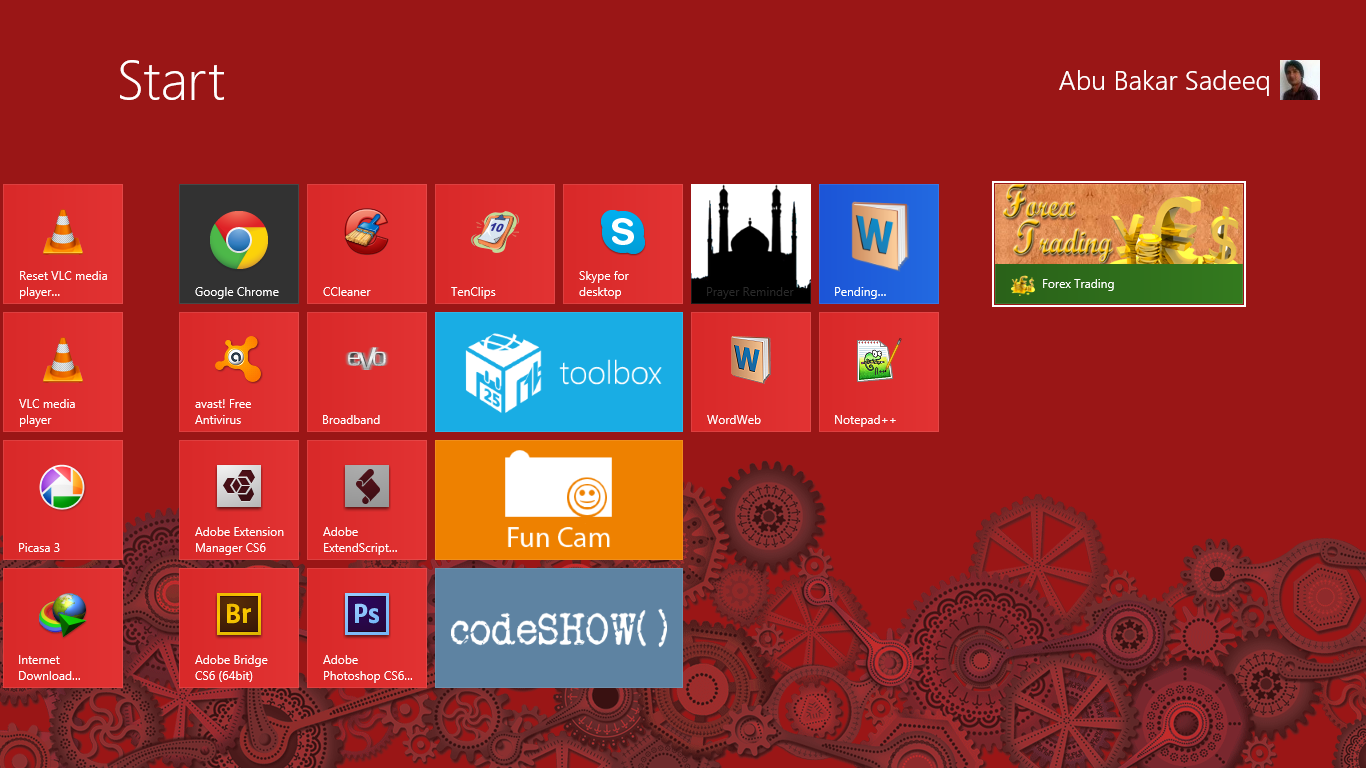 Start
Abu Bakar Sadeeq
Reset VLC media
player...
Google Chrome
CCleaner
10
TenClips
S
Skype for
desktop
Prayer Reminder
W
Pending...
Forex
Trading
¥€$
Forex Trading
VLC media
player
a
avast! Free
Antivirus
evo
Broadband
25
toolbox
W
WordWeb
Notepad++
Picasa 3
Adobe Extension
Manager CS6
Adobe
ExtendScript...
Fun Cam
Internet
Download...
Br
Adobe Bridge
CS6 (64bit)
Ps
Adobe
Photoshop CS6...
codeSHOW()